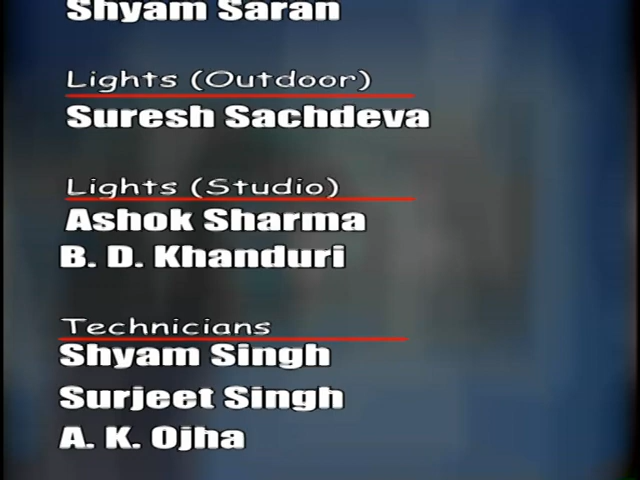 Shyam Saran
Lights (Outdoor)
Suresh Sachdeva
Lights (Studio)
Ashok Sharma
B. D. Khanduri
Technicians
Shyam Singh
Surjeet Singh
A. K. Ojha